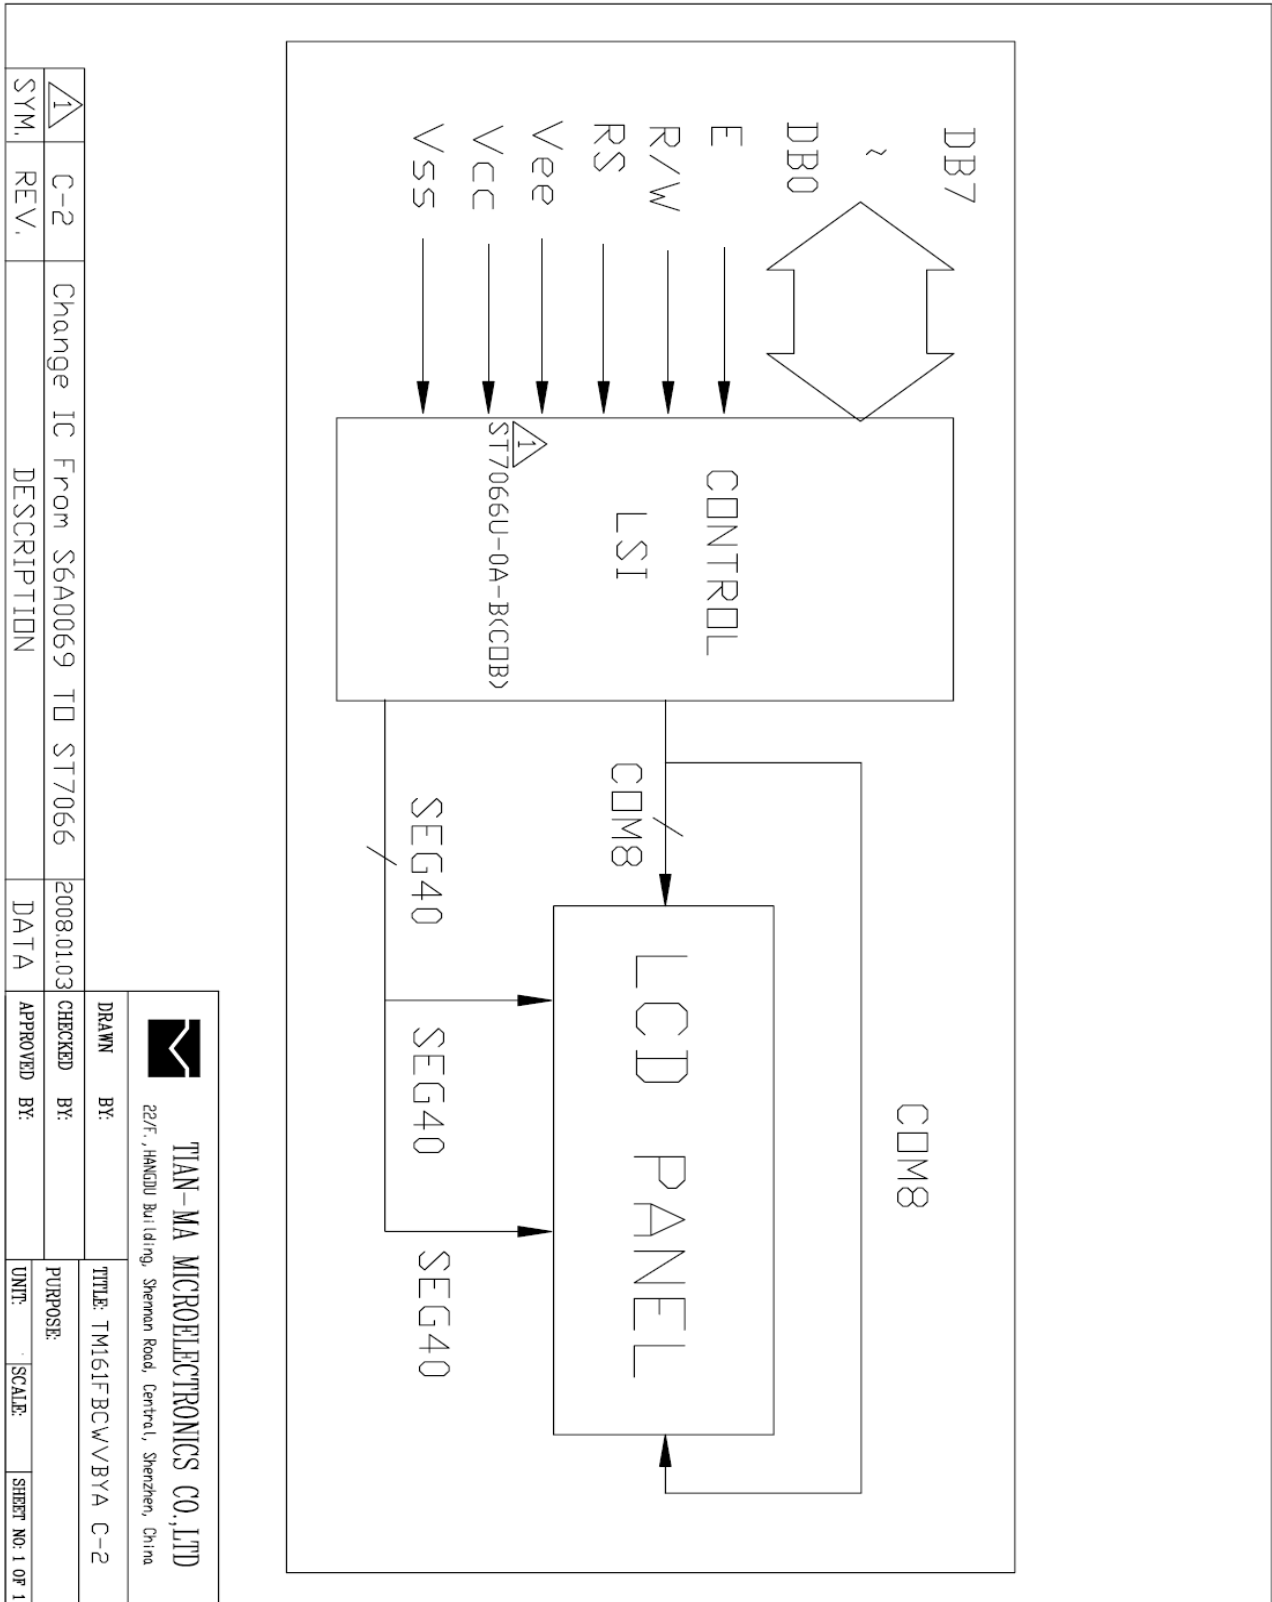 DB7
~
DB0
E
R/W
RS
Vee
Vcc
Vss
CONTROL
LSI
1
ST7066U-0A-B(COB)
COM8
COM8
SEG40
LCD PANEL
SEG40
SEG40
1 C-2 Change IC From S6A0069 TO ST7066 2008.01.03
SYM. REV. DESCRIPTION DATA
TIAN-MA MICROELECTRONICS CO.,LTD
22/F.,HANGDU Building, Shennan Road, Central, Shenzhen, China
DRAWN BY:
CHECKED BY:
APPROVED BY:
TITLE: TM161FBCWVBYA C-2
PURPOSE:
UNIT: SCALE: SHEET NO: 1 OF 1